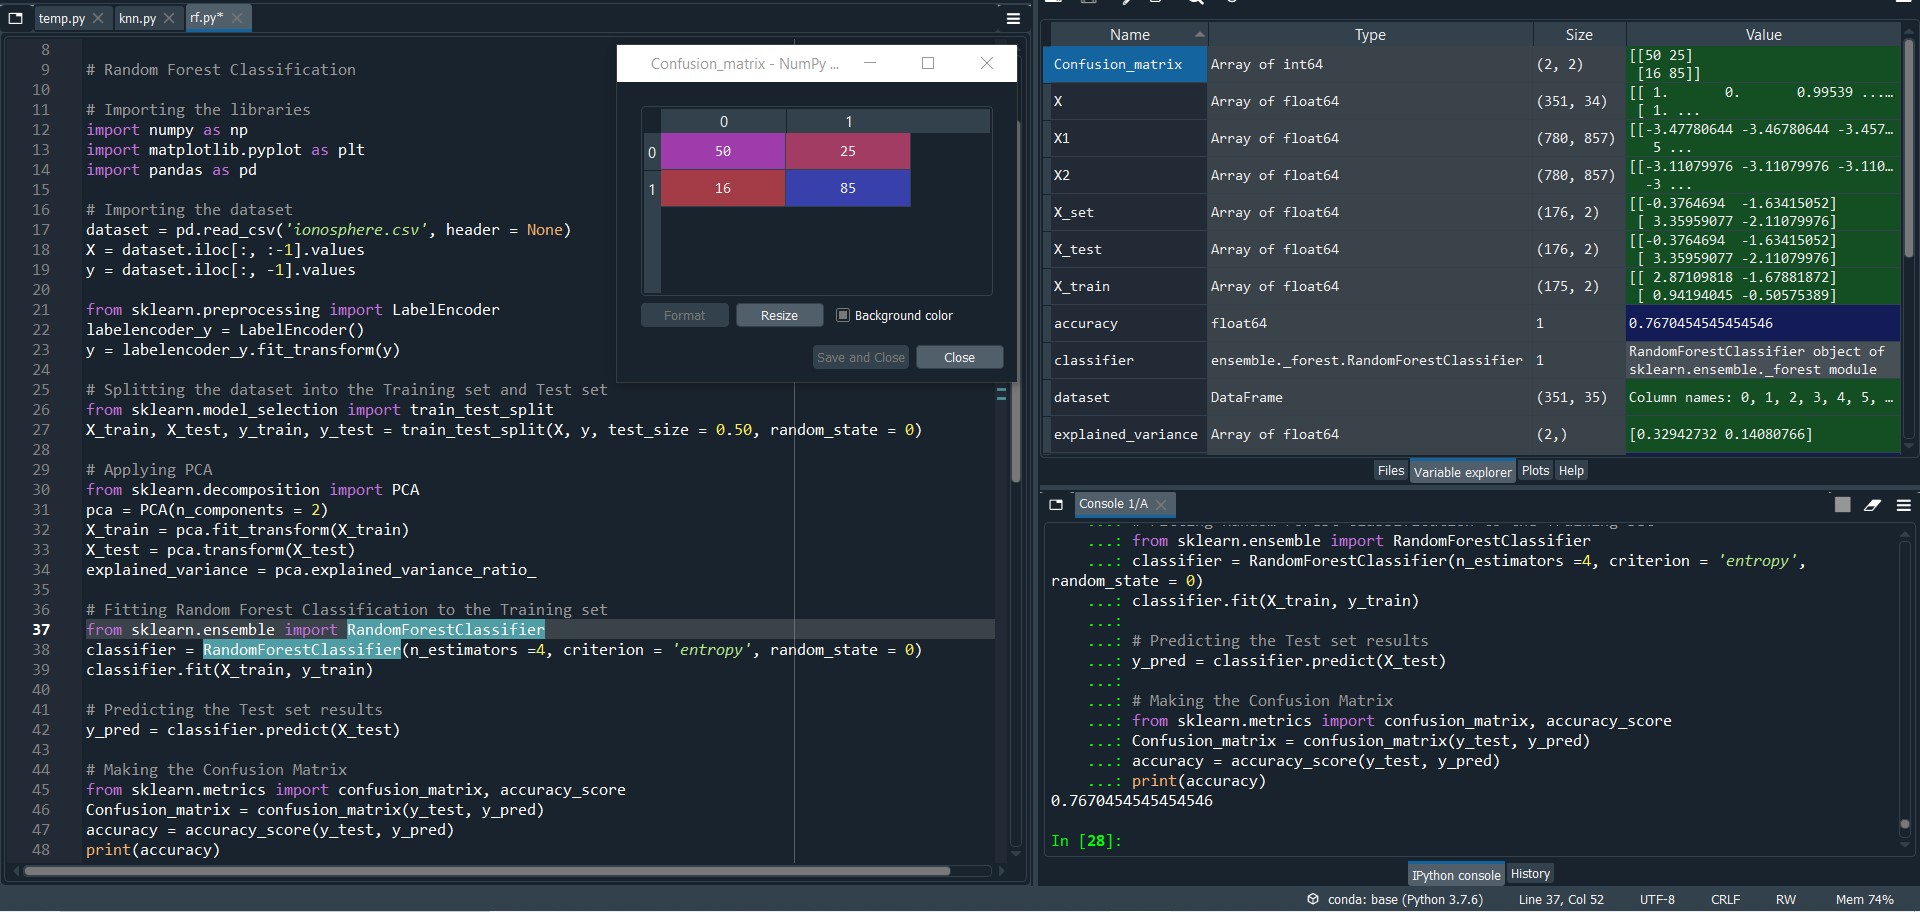 temp.py
knn.py
rf.py*
8
9 # Random Forest Classification
10
11 # Importing the libraries
12 import numpy as np
13 import matplotlib.pyplot as plt
14 import pandas as pd
15
16 # Importing the dataset
17 dataset = pd.read_csv('ionosphere.csv', header = None)
18 X = dataset.iloc[:, :-1].values
19 y = dataset.iloc[:, -1].values
20
21 from sklearn.preprocessing import LabelEncoder
22 labelencoder_y = LabelEncoder()
23 y = labelencoder_y.fit_transform(y)
24
25 # Splitting the dataset into the Training set and Test set
26 from sklearn.model_selection import train_test_split
27 X_train, X_test, y_train, y_test = train_test_split(X, y, test_size = 0.50, random_state = 0)
28
29 # Applying PCA
30 from sklearn.decomposition import PCA
31 pca = PCA(n_components = 2)
32 X_train = pca.fit_transform(X_train)
33 X_test = pca.transform(X_test)
34 explained_variance = pca.explained_variance_ratio_
35
36 # Fitting Random Forest Classification to the Training set
37 from sklearn.ensemble import RandomForestClassifier
38 classifier = RandomForestClassifier(n_estimators =4, criterion = 'entropy', random_state = 0)
39 classifier.fit(X_train, y_train)
40
41 # Predicting the Test set results
42 y_pred = classifier.predict(X_test)
43
44 # Making the Confusion Matrix
45 from sklearn.metrics import confusion_matrix, accuracy_score
46 Confusion_matrix = confusion_matrix(y_test, y_pred)
47 accuracy = accuracy_score(y_test, y_pred)
48 print(accuracy)
Confusion_matrix - NumPy ...
0 1
0 50 25
1 16 85
Format Resize Background color
Save and Close Close
Name Type Size Value
Confusion_matrix Array of int64 (2, 2) [[50 25]
[16 85]]
X Array of float64 (351, 34) [[ 1. 0. 0.99539 ...…
[ 1. ...
X1 Array of float64 (780, 857) [[-3.47780644 -3.46780644 -3.457…
5 ...
X2 Array of float64 (780, 857) [[-3.11079976 -3.11079976 -3.110…
-3 ...
X_set Array of float64 (176, 2) [[-0.3764694 -1.63415052]
[ 3.35959077 -2.11079976]
X_test Array of float64 (176, 2) [[-0.3764694 -1.63415052]
[ 3.35959077 -2.11079976]
X_train Array of float64 (175, 2) [[ 2.87109818 -1.67881872]
[ 0.94194045 -0.50575389]
accuracy float64 1 0.7670454545454546
classifier ensemble._forest.RandomForestClassifier 1 RandomForestClassifier object of
sklearn.ensemble._forest module
dataset DataFrame (351, 35) Column names: 0, 1, 2, 3, 4, 5, …
explained_variance Array of float64 (2,) [0.32942732 0.14080766]
Files Variable explorer Plots Help
Console 1/A
...: from sklearn.ensemble import RandomForestClassifier
...: classifier = RandomForestClassifier(n_estimators =4, criterion = 'entropy',
random_state = 0)
...: classifier.fit(X_train, y_train)
...:
...: # Predicting the Test set results
...: y_pred = classifier.predict(X_test)
...:
...: # Making the Confusion Matrix
...: from sklearn.metrics import confusion_matrix, accuracy_score
...: Confusion_matrix = confusion_matrix(y_test, y_pred)
...: accuracy = accuracy_score(y_test, y_pred)
...: print(accuracy)
0.7670454545454546
In [28]:
IPython console History
conda: base (Python 3.7.6) Line 37, Col 52 UTF-8 CRLF RW Mem 74%